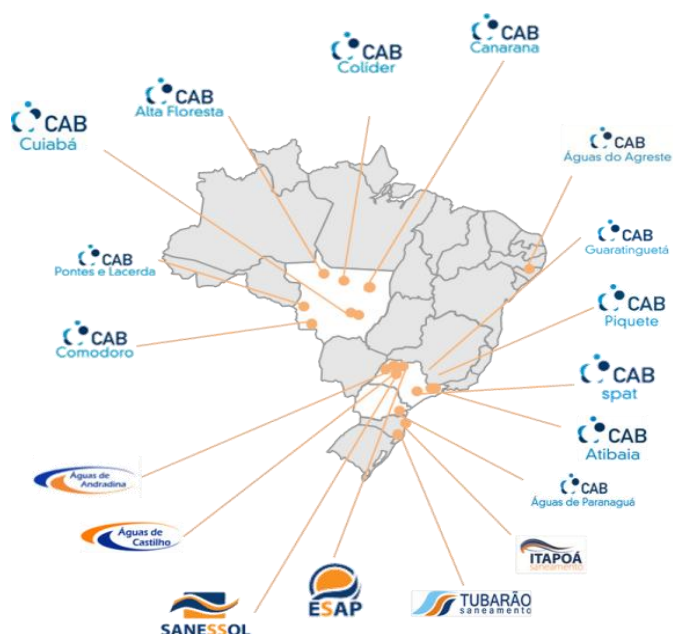 CAB
Canarana
CAB
Colíder
CAB
Alta Floresta
CAB
Cuiabá
CAB
Águas do Agreste
CAB
Guaratinguetá
CAB
Pontes e Lacerda
CAB
Piquete
CAB
Comodoro
CAB
spat
CAB
Atibaia
Águas de
Andradina
CAB
Águas de Paranaguá
Águas de
Castilho
ITAPOÁ
saneamento
ESAP
TUBARÃO
saneamento
SANESSOL